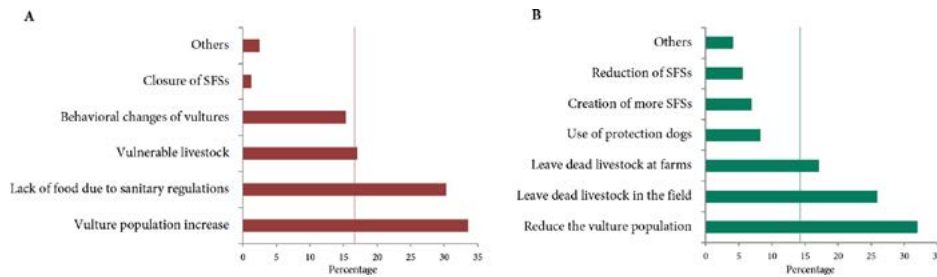 A
Others
Closure of SFSs
Behavioral changes of vultures
Vulnerable livestock
Lack of food due to sanitary regulations
Vulture population increase
0 5 10 15 20 25 30 35
Percentage
B
Others
Reduction of SFSs
Creation of more SFSs
Use of protection dogs
Leave dead livestock at farms
Leave dead livestock in the field
Reduce the vulture population
0 5 10 15 20 25 30 35
Percentage